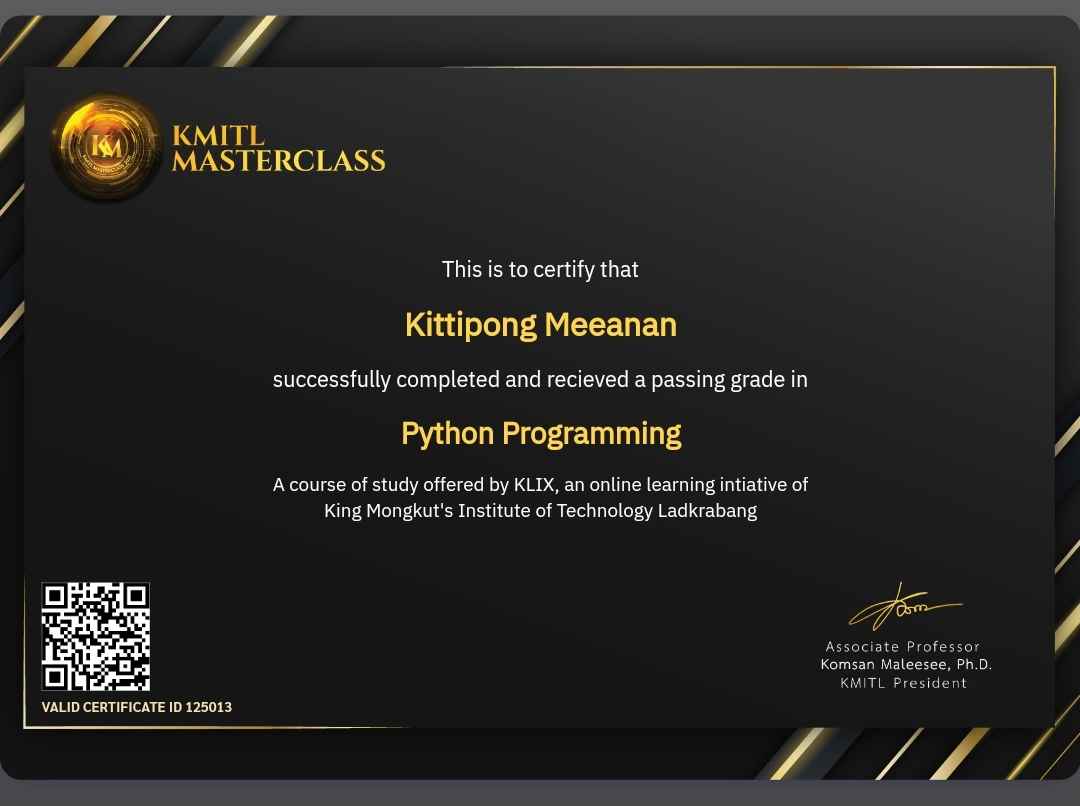 KM
KMITL
MASTERCLASS
This is to certify that
Kittipong Meeanan
successfully completed and recieved a passing grade in
Python Programming
A course of study offered by KLIX, an online learning intiative of
King Mongkut's Institute of Technology Ladkrabang
VALID CERTIFICATE ID 125013
Associate Professor
Komsan Maleesee, Ph.D.
KMITL President